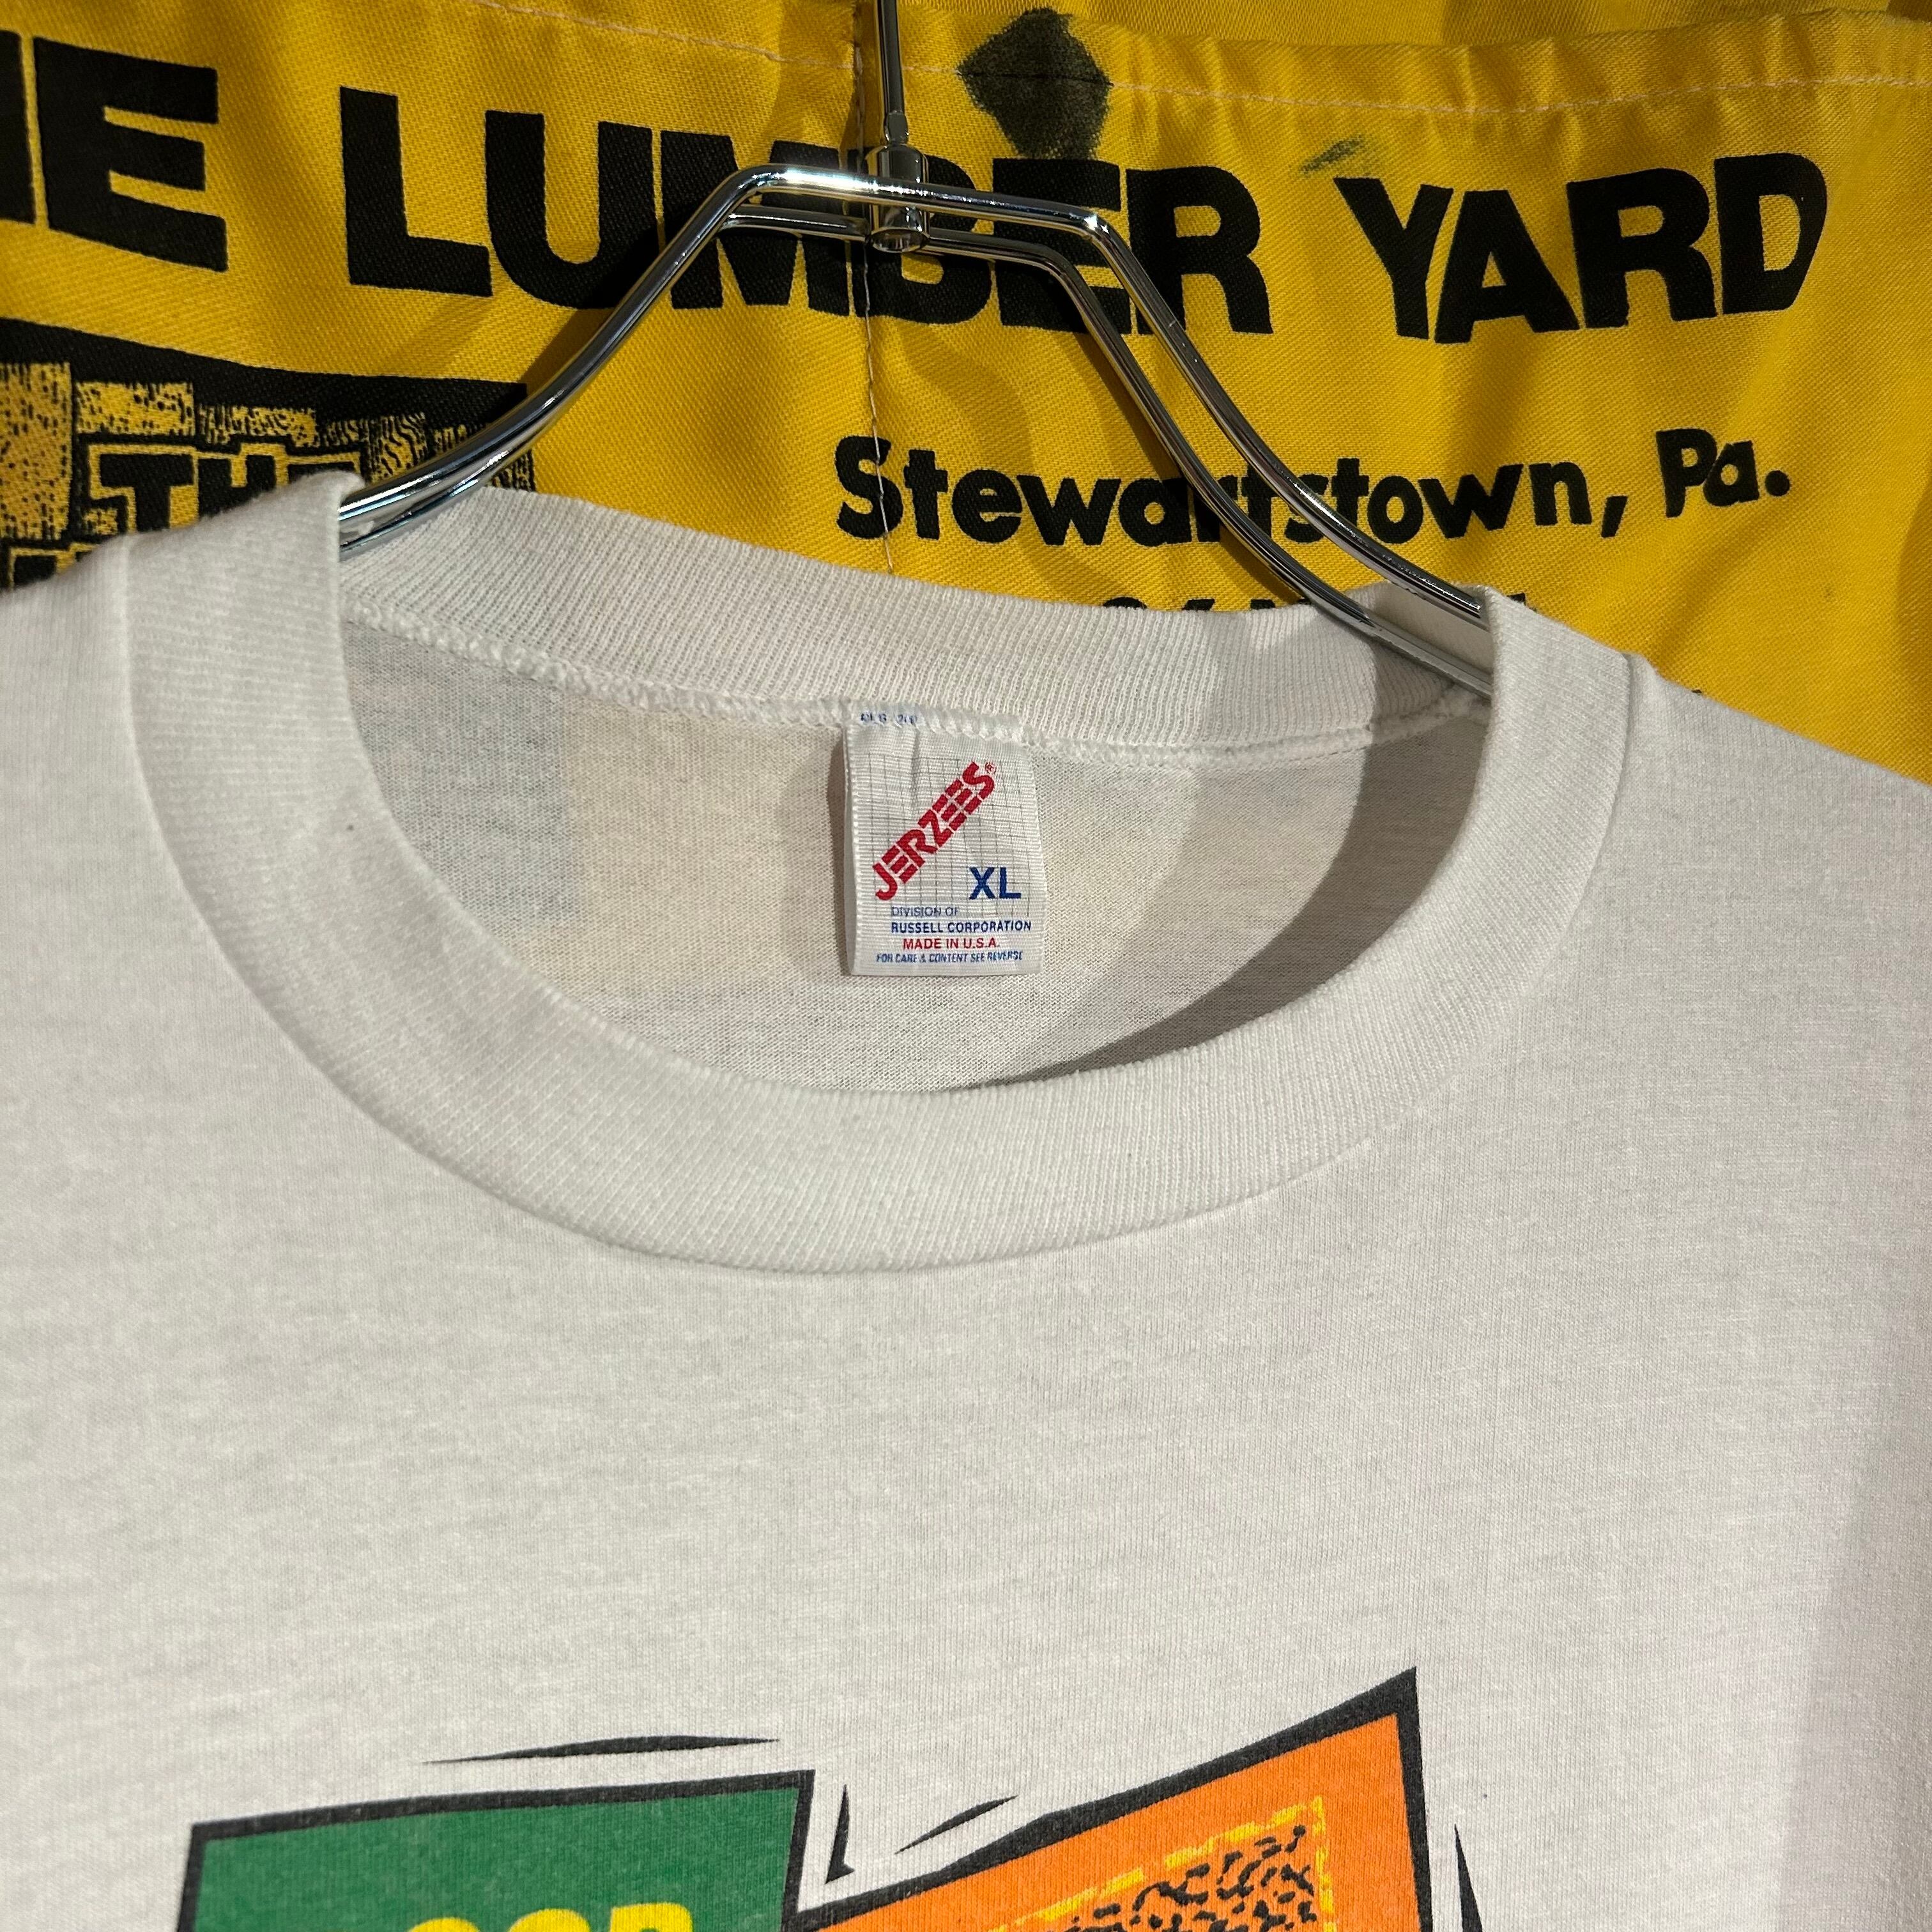 LUMBER YARD
Stewartstown, Pa.
JERZEES®
XL
DIVISION OF
RUSSELL CORPORATION
MADE IN U.S.A.
FOR CARE & CONTENT SEE REVERSE